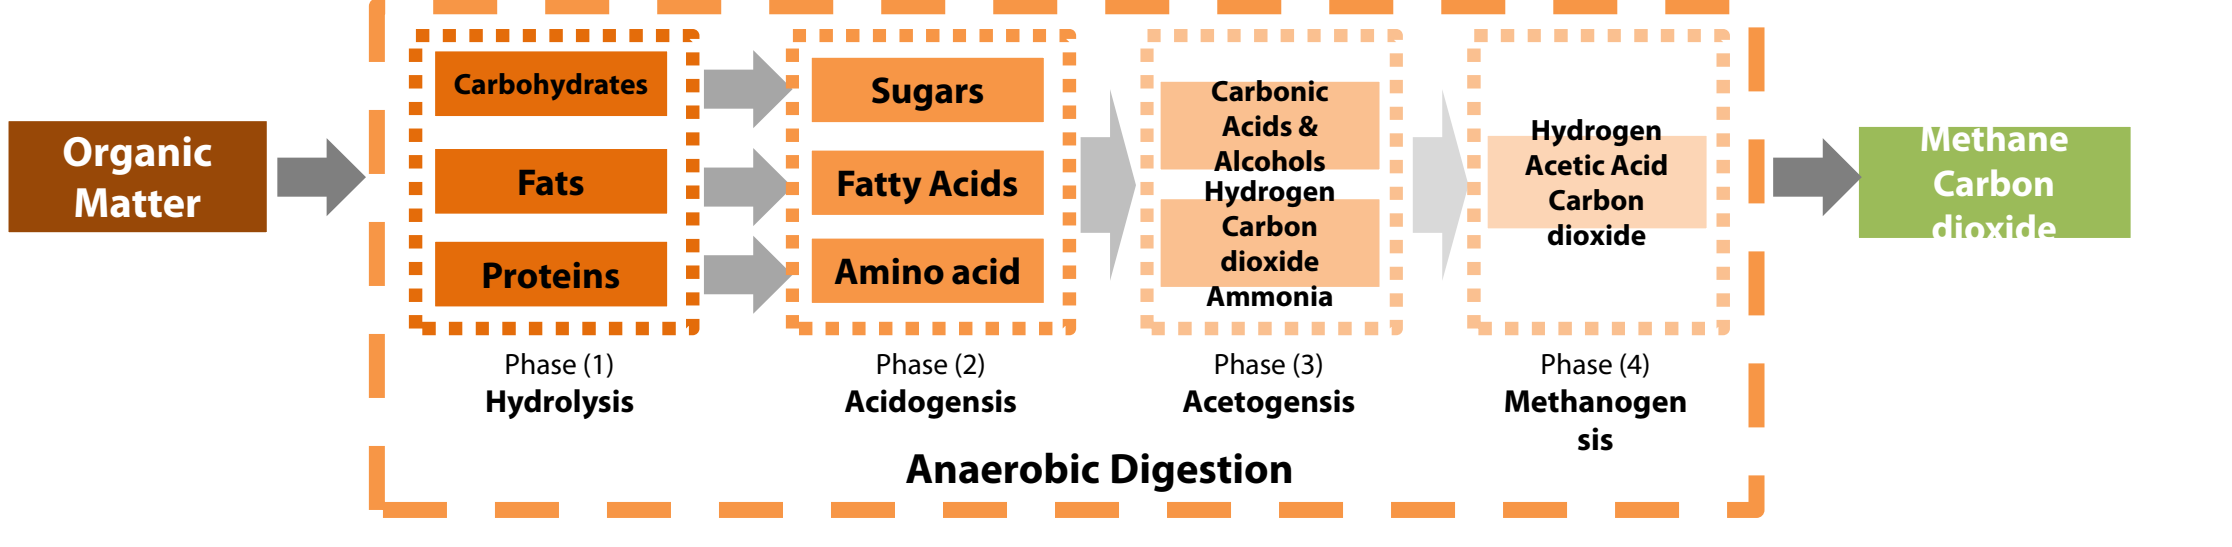 Organic
Matter
Carbohydrates
Fats
Proteins
Phase (1)
Hydrolysis
Sugars
Fatty Acids
Amino acid
Phase (2)
Acidogensis
Carbonic
Acids &
Alcohols
Hydrogen
Carbon
dioxide
Ammonia
Phase (3)
Acetogensis
Hydrogen
Acetic Acid
Carbon
dioxide
Phase (4)
Methanogen
sis
Anaerobic Digestion
Methane
Carbon
dioxide